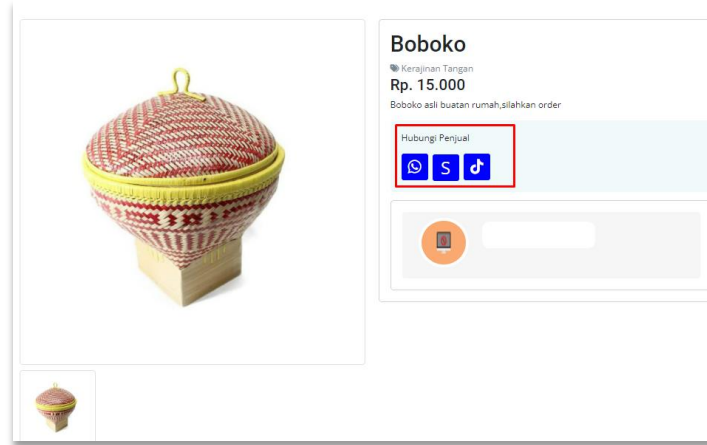 Boboko
Kerajinan Tangan
Rp. 15.000
Boboko asli buatan rumah,silahkan order
Hubungi Penjual
S